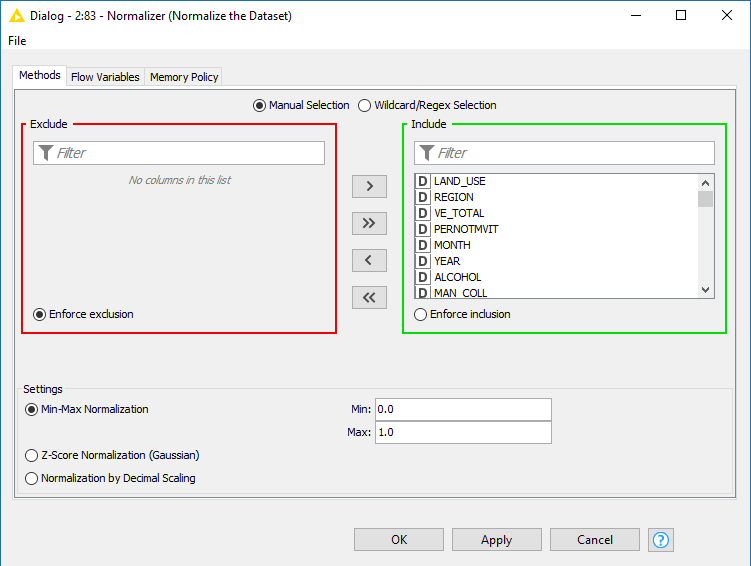 Dialog - 2:83 - Normalizer (Normalize the Dataset)
File
Methods
Flow Variables
Memory Policy
Manual Selection
Wildcard/Regex Selection
Exclude
Filter
No columns in this list
Enforce exclusion
>
>>
<
<<
Include
Filter
D LAND_USE
D REGION
D VE_TOTAL
D PERNOTMVIT
D MONTH
D YEAR
D ALCOHOL
D MAN_COLL
Enforce inclusion
Settings
Min-Max Normalization
Min: 0.0
Max: 1.0
Z-Score Normalization (Gaussian)
Normalization by Decimal Scaling
OK
Apply
Cancel
?